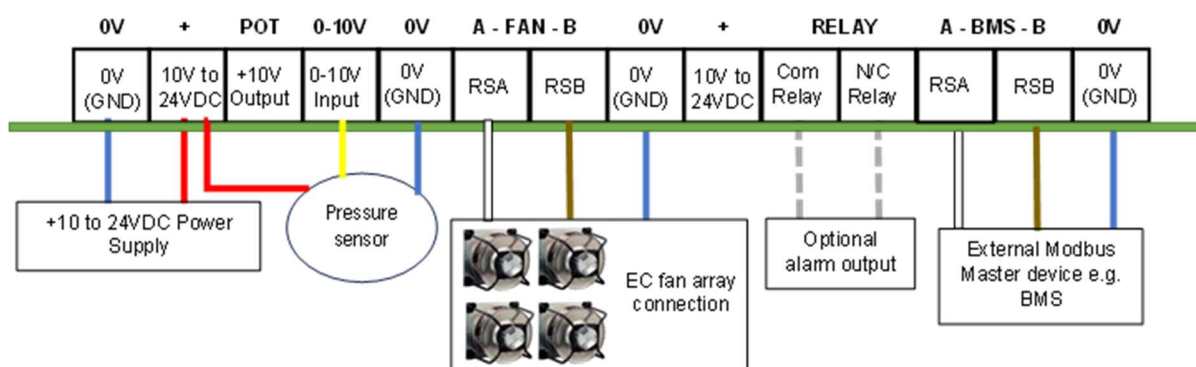 0V + POT 0-10V 0V A - FAN - B 0V + RELAY A - BMS - B 0V
0V
(GND)
10V to
24VDC
+10V
Output
0-10V
Input
0V
(GND)
RSA
RSB
0V
(GND)
10V to
24VDC
Com
Relay
N/C
Relay
RSA
RSB
0V
(GND)
+10 to 24VDC Power
Supply
Pressure
sensor
EC fan array
connection
Optional
alarm output
External Modbus
Master device e.g.
BMS